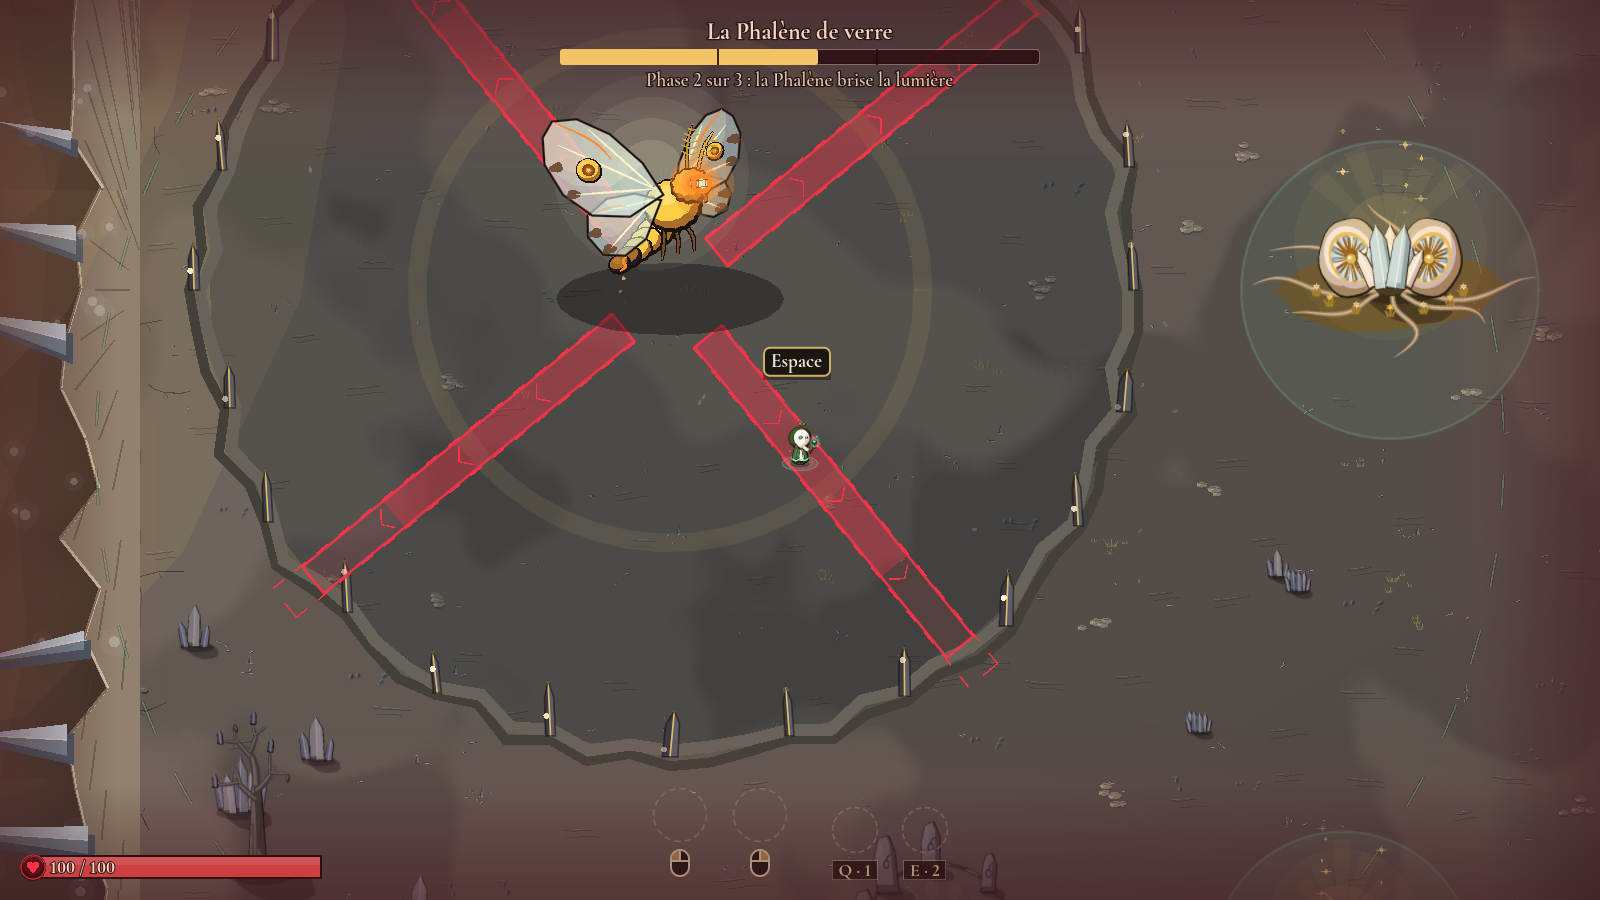 La Phalène de verre
Phase 2 sur 3 : la Phalène brise la lumière
Espace
100 / 100
Q · 1
E · 2